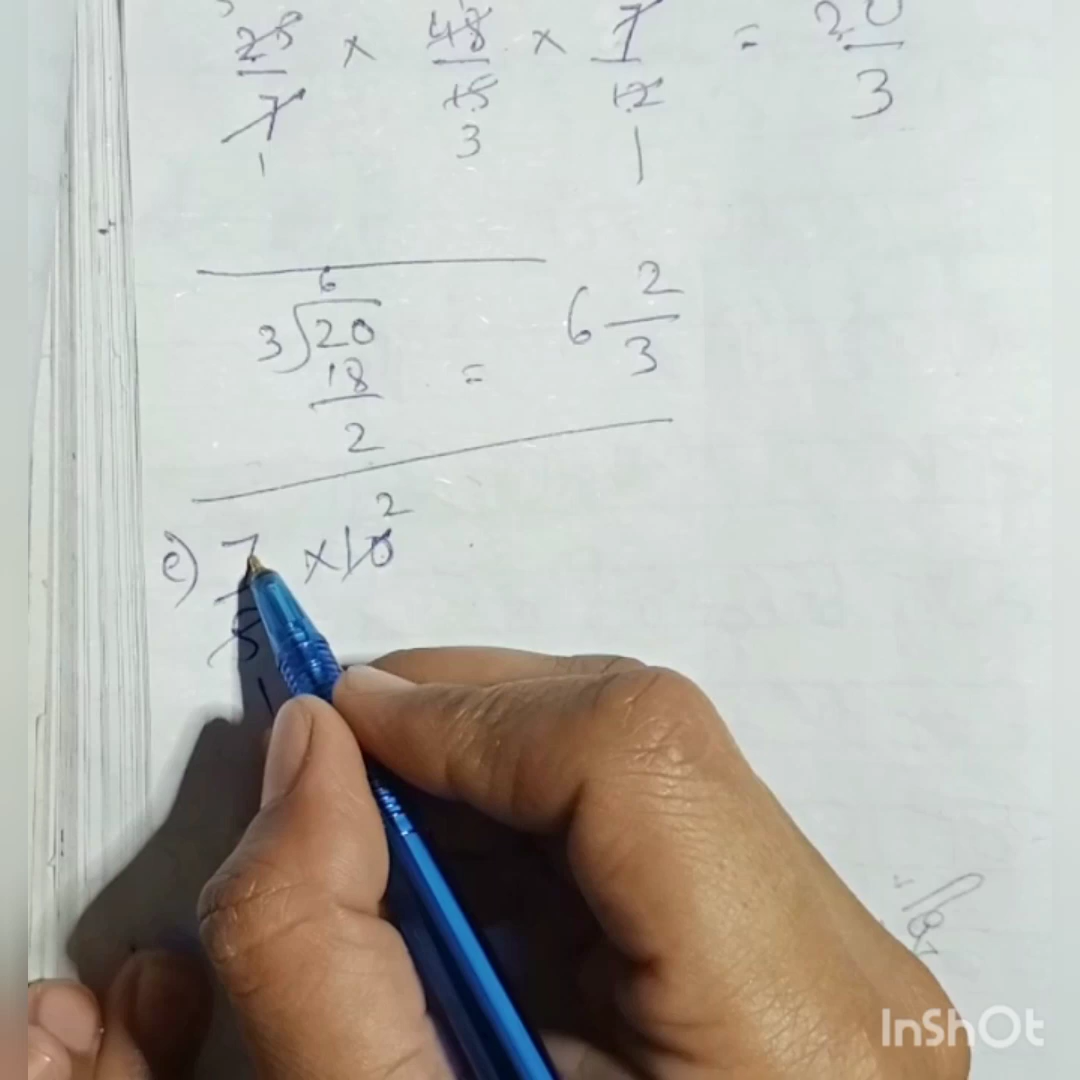 25/7 × 48/15 × 7/12 = 20/3
1 3 1
6
3)20
18 = 6 2/3
2
2
e) 7/5 × 10
1
InShOt